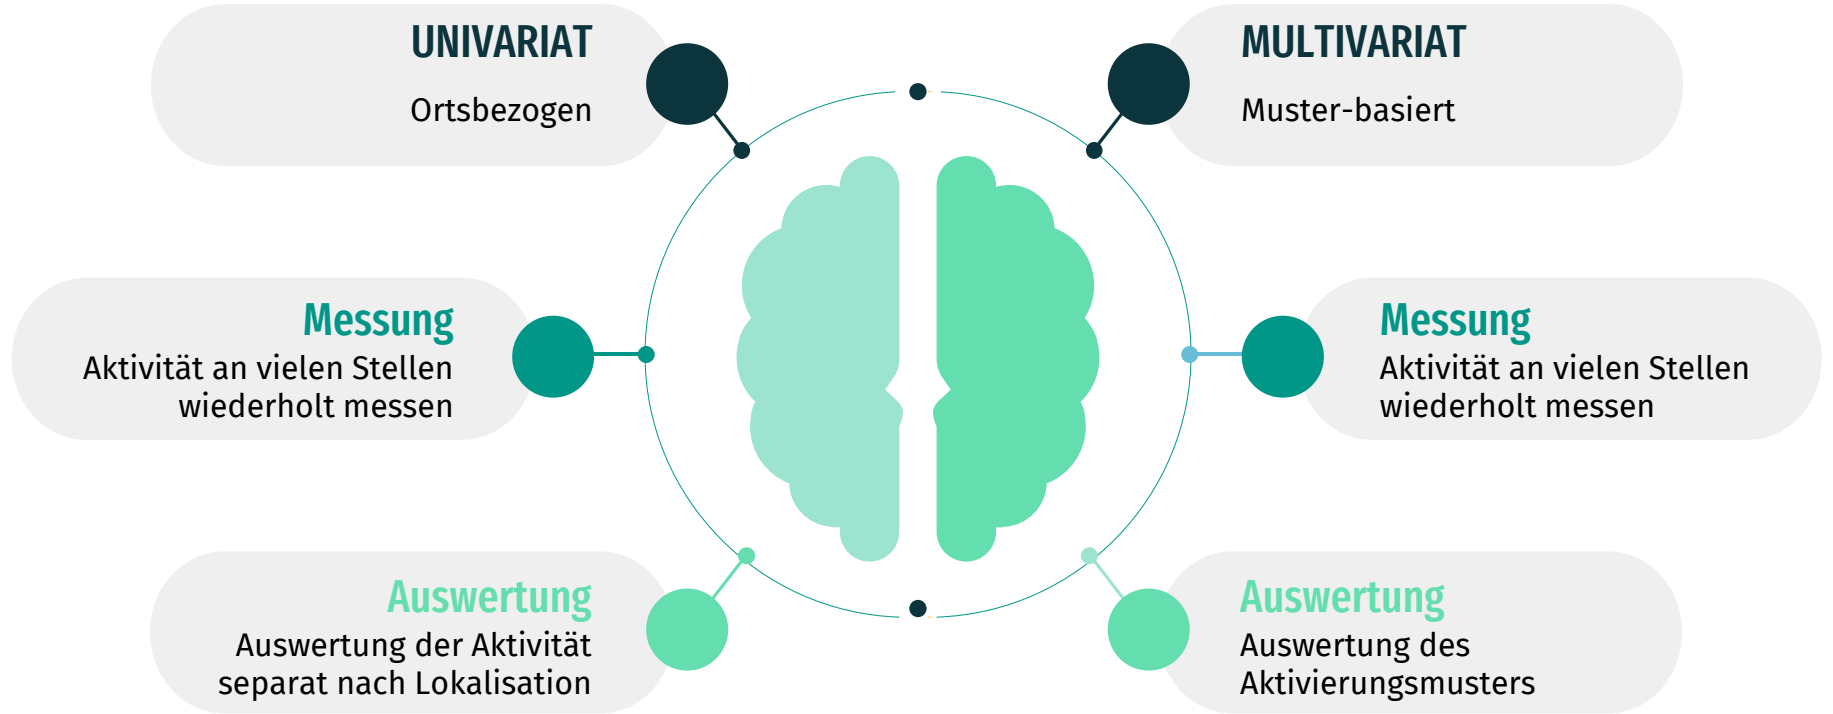 UNIVARIAT
Ortsbezogen
Messung
Aktivität an vielen Stellen
wiederholt messen
Auswertung
Auswertung der Aktivität
separat nach Lokalisation
MULTIVARIAT
Muster-basiert
Messung
Aktivität an vielen Stellen
wiederholt messen
Auswertung
Auswertung des
Aktivierungsmusters